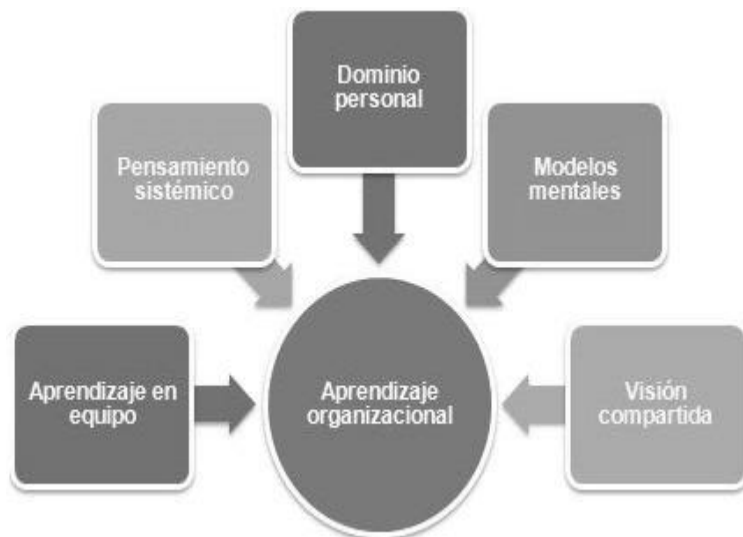 Dominio
personal
Pensamiento
sistémico
Modelos
mentales
Aprendizaje en
equipo
Aprendizaje
organizacional
Visión
compartida